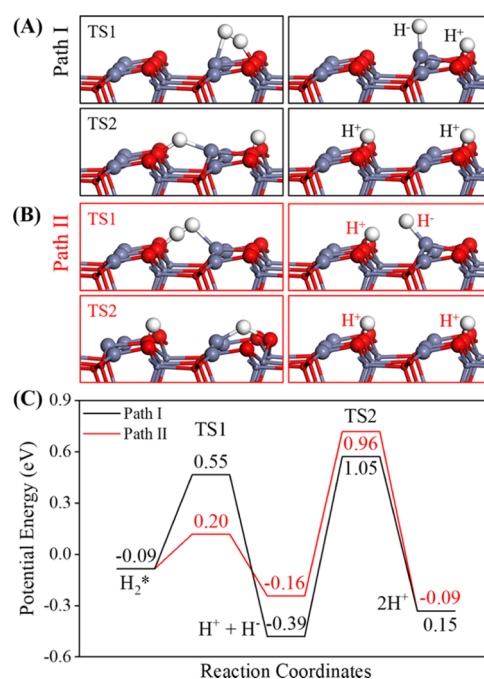 (A)
Path I
TS1
H-
H+
TS2
H+
H+
(B)
Path II
TS1
H+
H-
TS2
H+
H+
(C)
0.9
0.6
0.3
0.0
-0.3
-0.6
Potential Energy (eV)
Path I
Path II
TS1
TS2
0.55
0.96
1.05
0.20
-0.09
H₂*
-0.16
H⁺ + H⁻
-0.39
2H⁺
-0.09
0.15
Reaction Coordinates